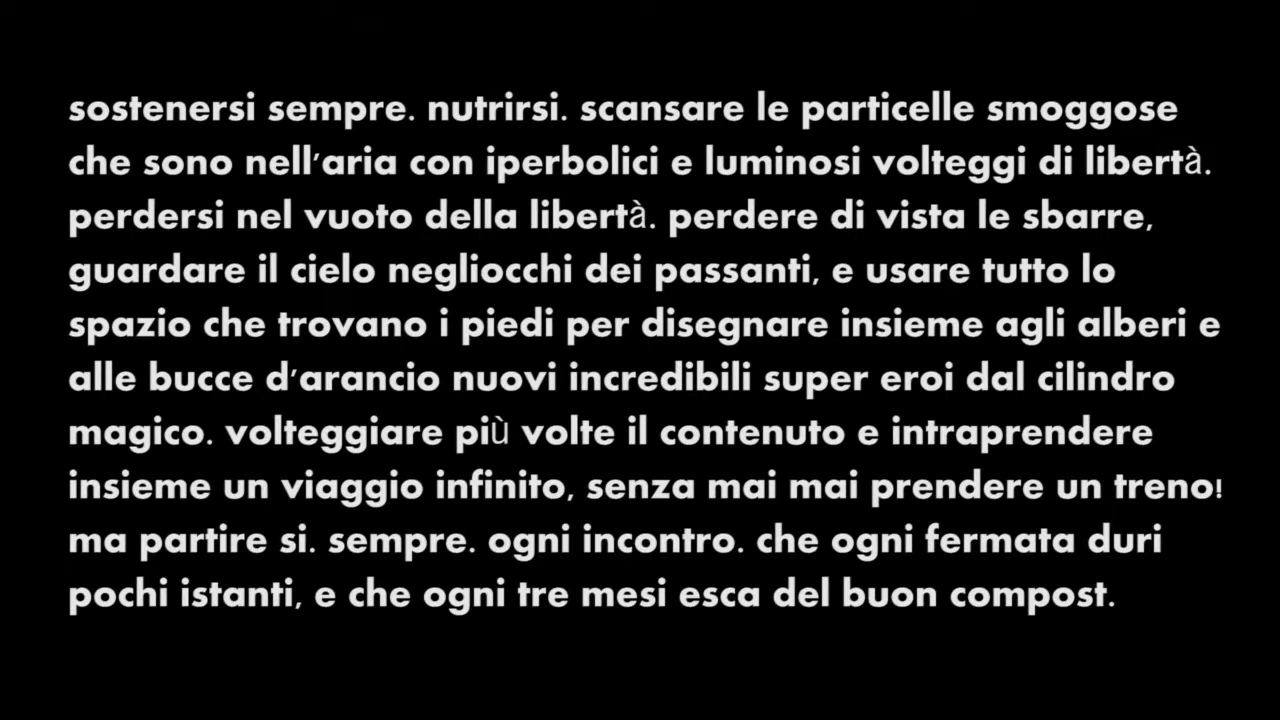 sostenersi sempre. nutrirsi. scansare le particelle smoggose
che sono nell'aria con iperbolici e luminosi volteggi di libertà.
perdersi nel vuoto della libertà. perdere di vista le sbarre,
guardare il cielo negliocchi dei passanti, e usare tutto lo
spazio che trovano i piedi per disegnare insieme agli alberi e
alle bucce d'arancio nuovi incredibili super eroi dal cilindro
magico. volteggiare più volte il contenuto e intraprendere
insieme un viaggio infinito, senza mai mai prendere un treno!
ma partire si. sempre. ogni incontro. che ogni fermata duri
pochi istanti, e che ogni tre mesi esca del buon compost.